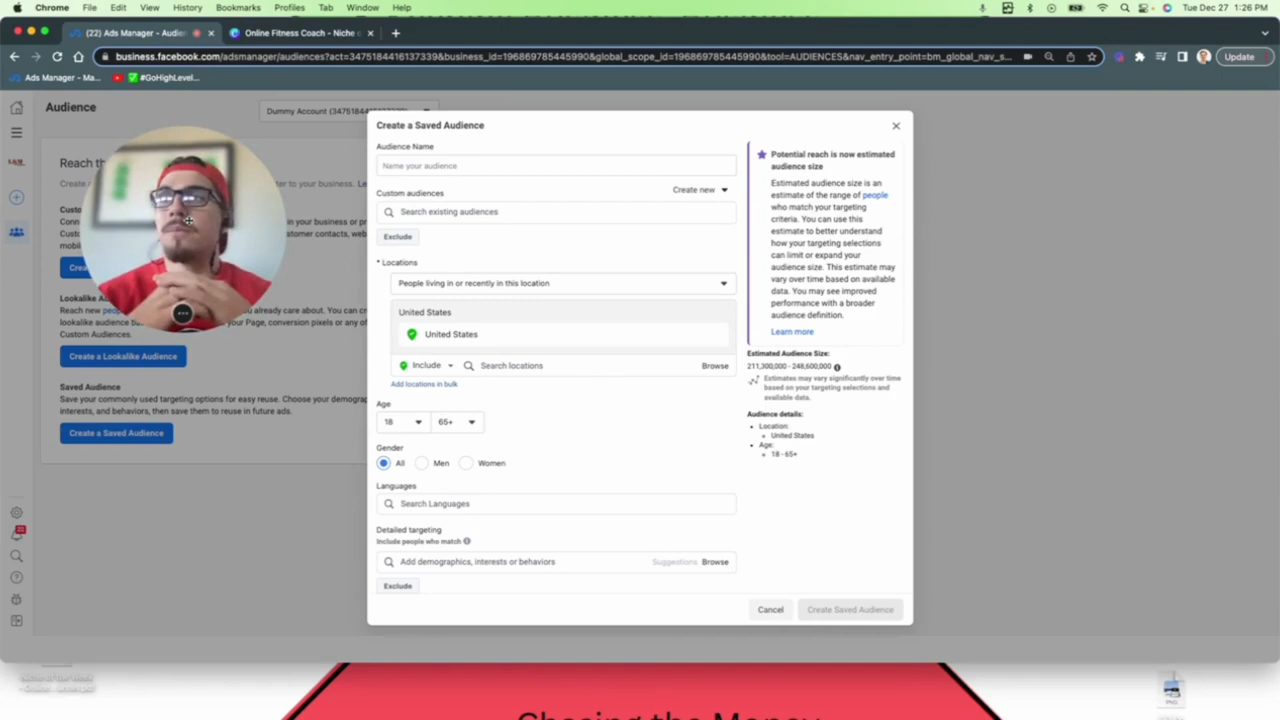 Chrome File Edit View History Bookmarks Profiles Tab Window Help
Tue Dec 27 1:26 PM
(22) Ads Manager - Audien
Online Fitness Coach - Niche
business.facebook.com/adsmanager/audiences?act=3475184416137339&business_id=196869785445990&global_scope_id=196869785445990&tool=AUDIENCES&nav_entry_point=bm_global_nav_s...
Update
Ads Manager - Ma...
#GoHighLevel...
Audience
Dummy Account (3475184416137339)
Reach th
Create a Lookalike Audience
Saved Audience
Save your commonly used targeting options for easy reuse. Choose your demogra
interests, and behaviors, then save them to reuse in future ads.
Create a Saved Audience
Create a Saved Audience
Audience Name
Name your audience
Custom audiences
Create new
Search existing audiences
Exclude
* Locations
People living in or recently in this location
United States
United States
Include
Search locations
Browse
Add locations in bulk
Age
18
65+
Gender
All
Men
Women
Languages
Search Languages
Detailed targeting
Include people who match
Add demographics, interests or behaviors
Suggestions
Browse
Exclude
Potential reach is now estimated
audience size
Estimated audience size is an
estimate of the range of people
who match your targeting
criteria. You can use this
estimate to better understand
how your targeting selections
can limit or expand your
audience size. This estimate may
vary over time based on available
data. You may see improved
performance with a broader
audience definition.
Learn more
Estimated Audience Size:
211,300,000 - 248,600,000
Estimates may vary significantly over time
based on your targeting selections and
available data.
Audience details:
Location:
United States
Age:
18 - 65+
Cancel
Create Saved Audience
Chasing the Money